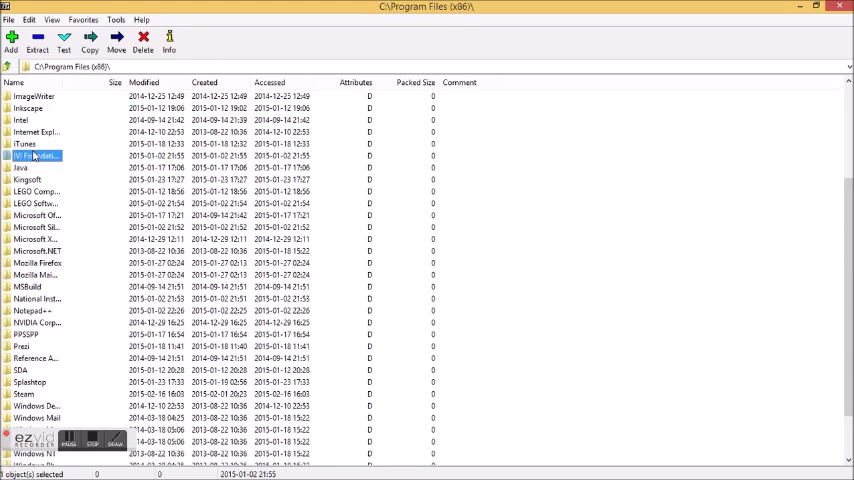 C:\Program Files (x86)\
File Edit View Favorites Tools Help
Add Extract Test Copy Move Delete Info
C:\Program Files (x86)\
Name Size Modified Created Accessed Attributes Packed Size Comment
ImageWriter 2014-12-25 12:49 2014-12-25 12:49 2014-12-25 12:49 D 0
Inkscape 2015-01-12 19:06 2015-01-12 19:02 2015-01-12 19:06 D 0
Intel 2014-09-14 21:42 2014-09-14 21:39 2014-09-14 21:42 D 0
Internet Expl... 2014-12-10 22:53 2013-08-22 10:36 2014-12-10 22:53 D 0
iTunes 2015-01-18 12:33 2015-01-18 12:32 2015-01-18 12:33 D 0
IVI Foundati... 2015-01-02 21:55 2015-01-02 21:55 2015-01-02 21:55 D 0
Java 2015-01-17 17:06 2015-01-17 17:06 2015-01-17 17:06 D 0
Kingsoft 2015-01-23 17:27 2015-01-23 17:27 2015-01-23 17:27 D 0
LEGO Comp... 2015-01-12 18:56 2015-01-12 18:56 2015-01-12 18:56 D 0
LEGO Softw... 2015-01-02 21:54 2015-01-02 21:54 2015-01-02 21:54 D 0
Microsoft Of... 2015-01-17 17:21 2014-09-14 21:42 2015-01-17 17:21 D 0
Microsoft Sil... 2015-01-02 21:52 2015-01-02 21:52 2015-01-02 21:52 D 0
Microsoft X... 2014-12-29 12:11 2014-12-29 12:11 2014-12-29 12:11 D 0
Microsoft.NET 2013-08-22 10:36 2013-08-22 10:36 2015-01-18 15:22 D 0
Mozilla Firefox 2015-01-27 02:24 2015-01-27 02:13 2015-01-27 02:24 D 0
Mozilla Mai... 2015-01-27 02:24 2015-01-27 02:13 2015-01-27 02:24 D 0
MSBuild 2014-09-14 21:51 2014-09-14 21:51 2014-09-14 21:51 D 0
National Inst... 2015-01-02 21:53 2015-01-02 21:51 2015-01-02 21:53 D 0
Notepad++ 2015-01-02 22:26 2015-01-02 22:25 2015-01-02 22:26 D 0
NVIDIA Corp... 2014-12-29 16:25 2014-12-29 16:25 2014-12-29 16:25 D 0
PPSSPP 2015-01-17 16:54 2015-01-17 16:54 2015-01-17 16:54 D 0
Prezi 2015-01-18 11:41 2015-01-18 11:40 2015-01-18 11:41 D 0
Reference A... 2014-09-14 21:51 2014-09-14 21:51 2014-09-14 21:51 D 0
SDA 2015-01-12 20:28 2015-01-12 20:28 2015-01-12 20:28 D 0
Splashtop 2015-01-23 17:33 2015-01-19 02:56 2015-01-23 17:33 D 0
Steam 2015-02-16 16:03 2015-02-01 20:23 2015-02-16 16:03 D 0
Windows De... 2014-12-10 22:53 2013-08-22 10:36 2014-12-10 22:53 D 0
Windows Mail 2014-03-18 04:25 2013-08-22 10:36 2015-01-18 15:22 D 0
2014-03-18 05:06 2013-08-22 10:36 2015-01-18 15:22 D 0
2014-03-18 05:06 2013-08-22 10:36 2015-01-18 15:22 D 0
Windows NT 2013-08-22 10:36 2013-08-22 10:36 2015-01-18 15:22 D 0
ezvid
RECORDER
PAUSE STOP DRAW
1 object(s) selected 0 0 2015-01-02 21:55